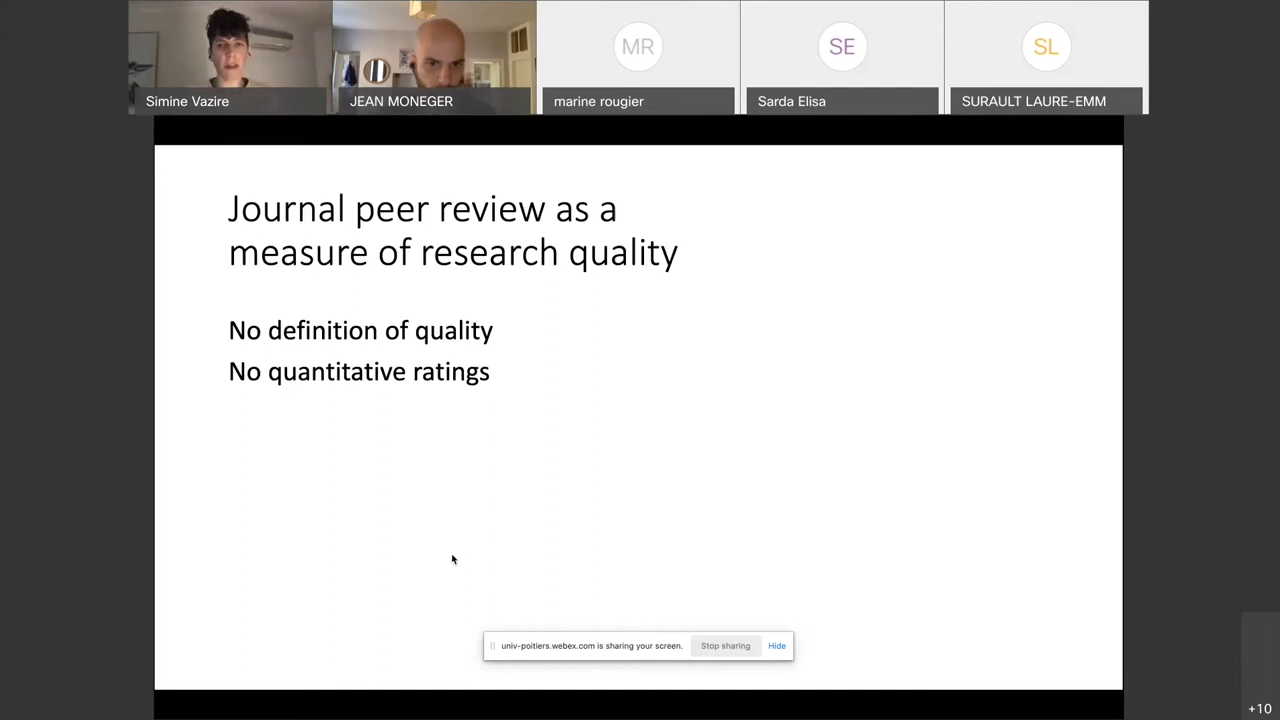 MR
SE
SL
Simine Vazire
JEAN MONEGER
marine rougier
Sarda Elisa
SURAULT LAURE-EMM
Journal peer review as a
measure of research quality
No definition of quality
No quantitative ratings
univ-poitiers.webex.com is sharing your screen.
Stop sharing
Hide
+10